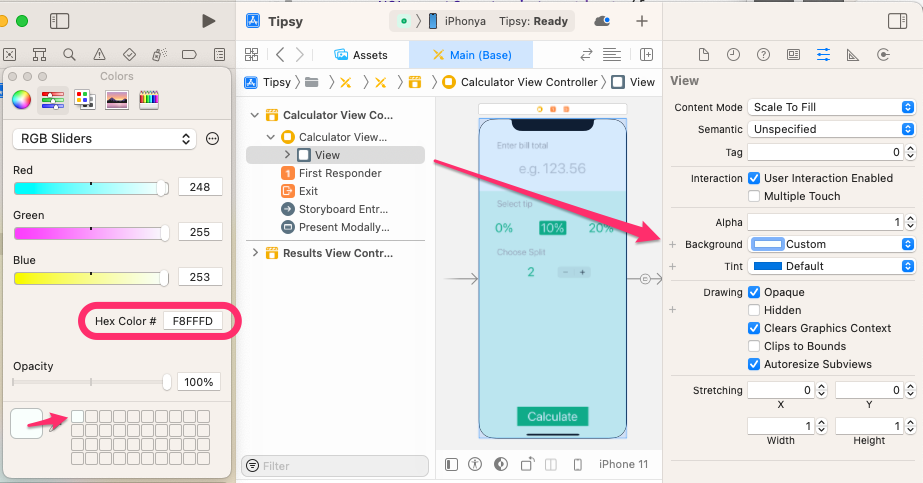 Tipsy
iPhonya
Tipsy: Ready
Assets
Main (Base)
Colors
Tipsy
Calculator View Controller
View
RGB Sliders
Red
248
Green
255
Blue
253
Hex Color #
F8FFFD
Opacity
100%
Calculator View Co...
Calculator View...
View
First Responder
Exit
Storyboard Entr...
Present Modally...
Results View Contr...
Filter
Enter bill total
e.g. 123.56
Select tip
0%
10%
20%
Choose Split
2
− +
Calculate
iPhone 11
View
Content Mode
Scale To Fill
Semantic
Unspecified
Tag
0
Interaction
User Interaction Enabled
Multiple Touch
Alpha
1
+
Background
Custom
+
Tint
Default
Drawing
Opaque
+
Hidden
Clears Graphics Context
Clips to Bounds
Autoresize Subviews
Stretching
0
0
X
Y
1
1
Width
Height